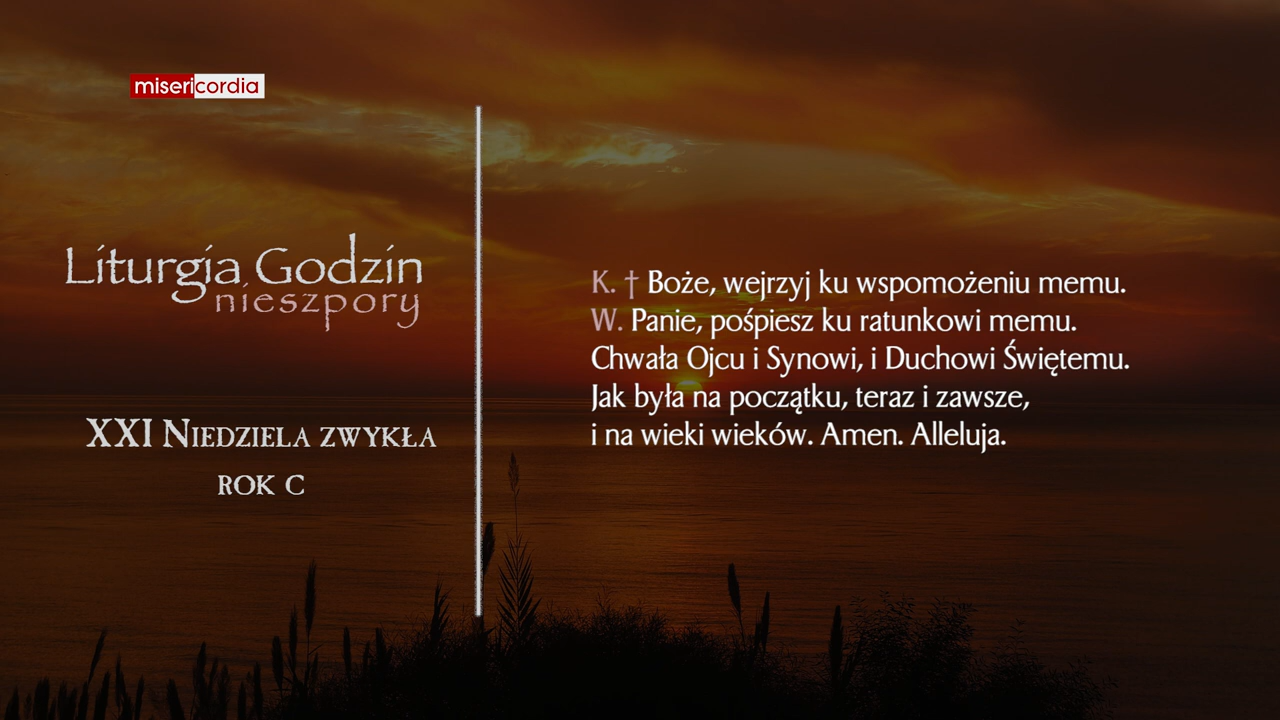 misericordia
Liturgia Godzin
nieszpory
XXI Niedziela zwykła
rok C
K. † Boże, wejrzyj ku wspomożeniu memu.
W. Panie, pośpiesz ku ratunkowi memu.
Chwała Ojcu i Synowi, i Duchowi Świętemu.
Jak była na początku, teraz i zawsze,
i na wieki wieków. Amen. Alleluja.